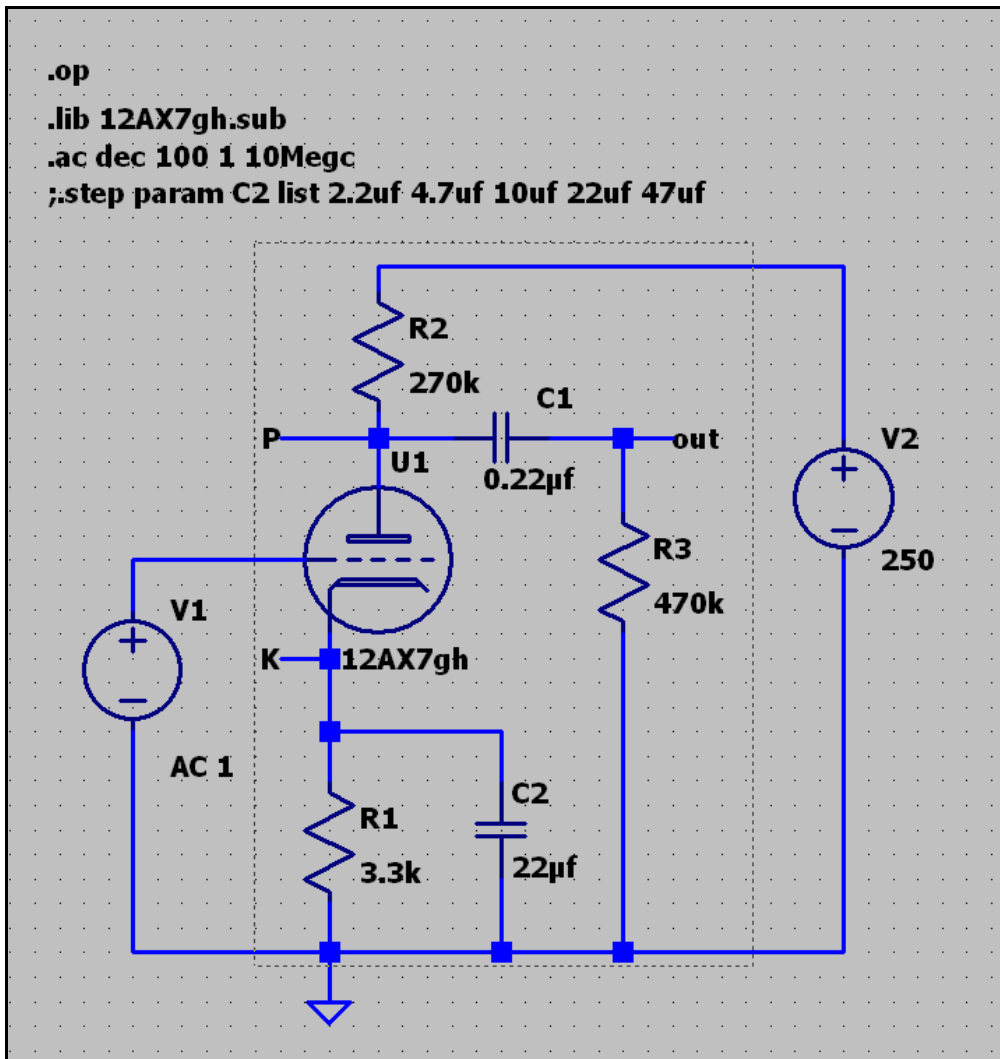 .op
.lib 12AX7gh.sub
.ac dec 100 1 10Megc
;.step param C2 list 2.2uf 4.7uf 10uf 22uf 47uf
R2
270k
C1
P
out
V2
U1
0.22µf
R3
470k
250
V1
K
12AX7gh
AC 1
C2
R1
22µf
3.3k